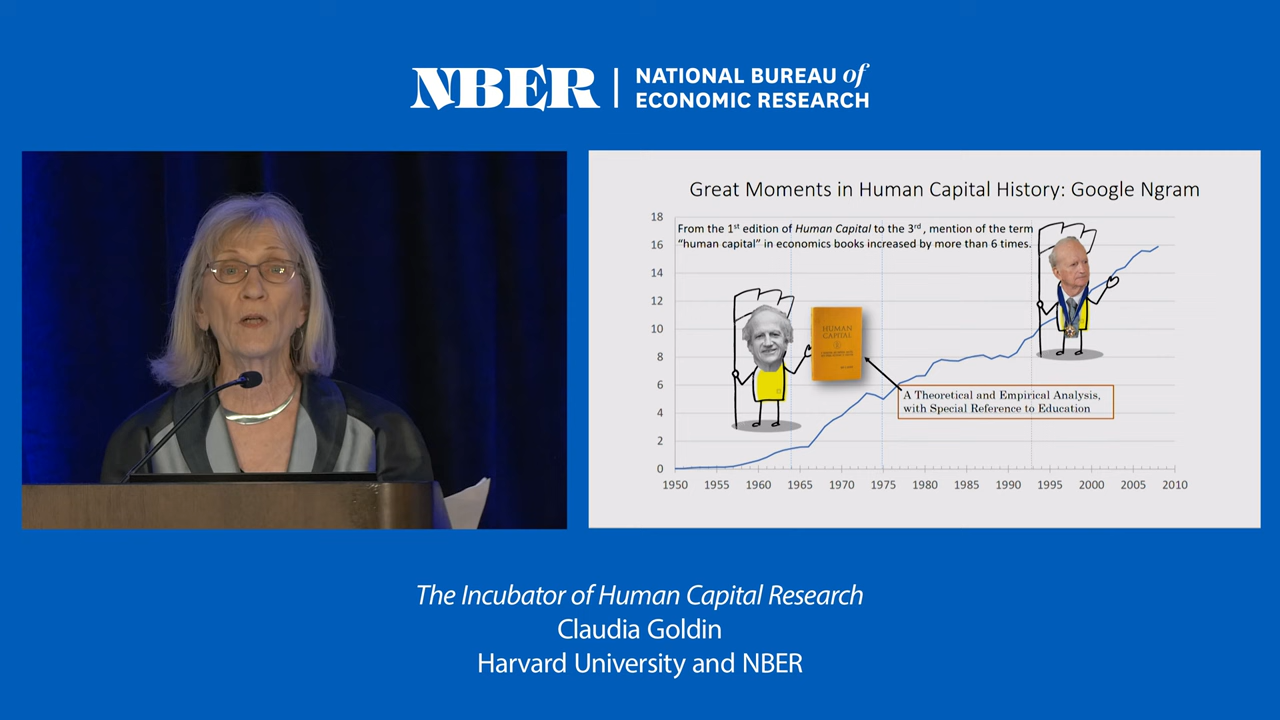 NBER
NATIONAL BUREAU of
ECONOMIC RESEARCH
Great Moments in Human Capital History: Google Ngram
18
From the 1st edition of Human Capital to the 3rd , mention of the term
16
"human capital" in economics books increased by more than 6 times.
14
12
HUMAN
CAPITAL
10
8
6
A Theoretical and Empirical Analysis,
with Special Reference to Education
4
2
0
1950 1955 1960 1965 1970 1975 1980 1985 1990 1995 2000 2005 2010
The Incubator of Human Capital Research
Claudia Goldin
Harvard University and NBER